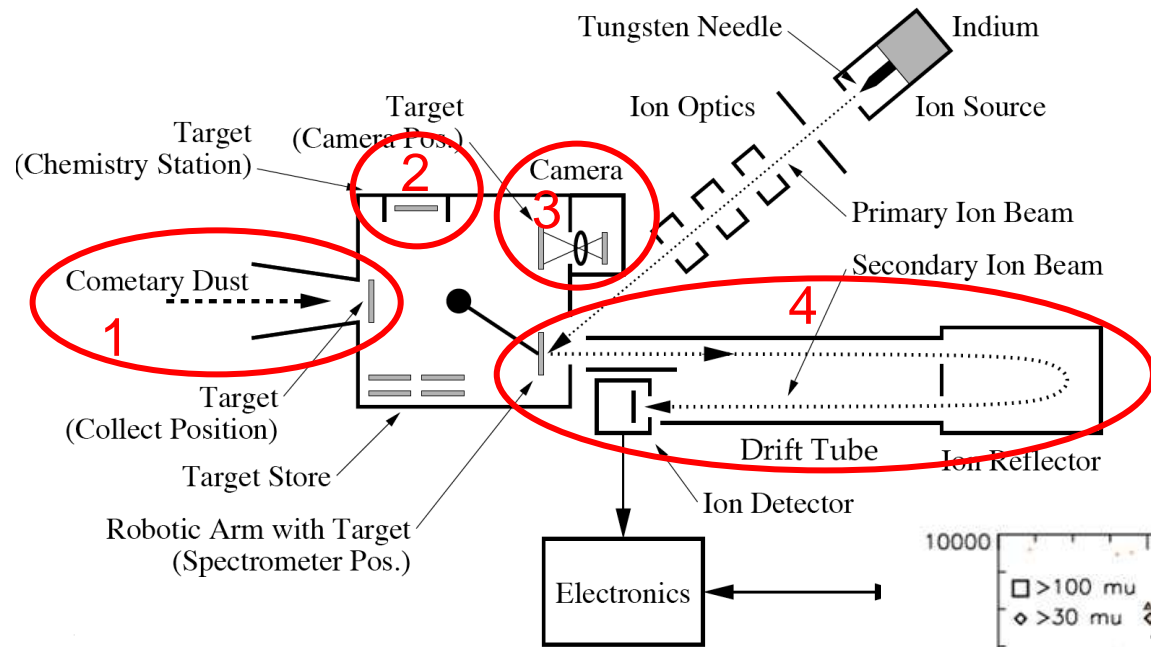 Tungsten Needle
Indium
Ion Optics
Ion Source
Target
(Camera Pos.)
Target
(Chemistry Station)
2
Camera
3
Primary Ion Beam
Secondary Ion Beam
Cometary Dust
1
4
Target
(Collect Position)
Drift Tube
Ion Reflector
Target Store
Ion Detector
Robotic Arm with Target
(Spectrometer Pos.)
Electronics
10000
>100 mu
>30 mu